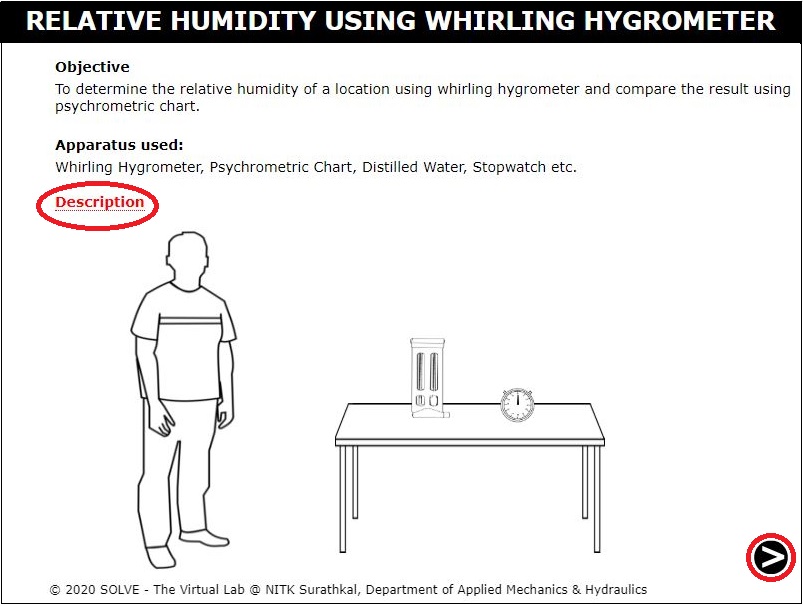 RELATIVE HUMIDITY USING WHIRLING HYGROMETER
Objective
To determine the relative humidity of a location using whirling hygrometer and compare the result using
psychrometric chart.
Apparatus used:
Whirling Hygrometer, Psychrometric Chart, Distilled Water, Stopwatch etc.
Description
© 2020 SOLVE - The Virtual Lab @ NITK Surathkal, Department of Applied Mechanics & Hydraulics